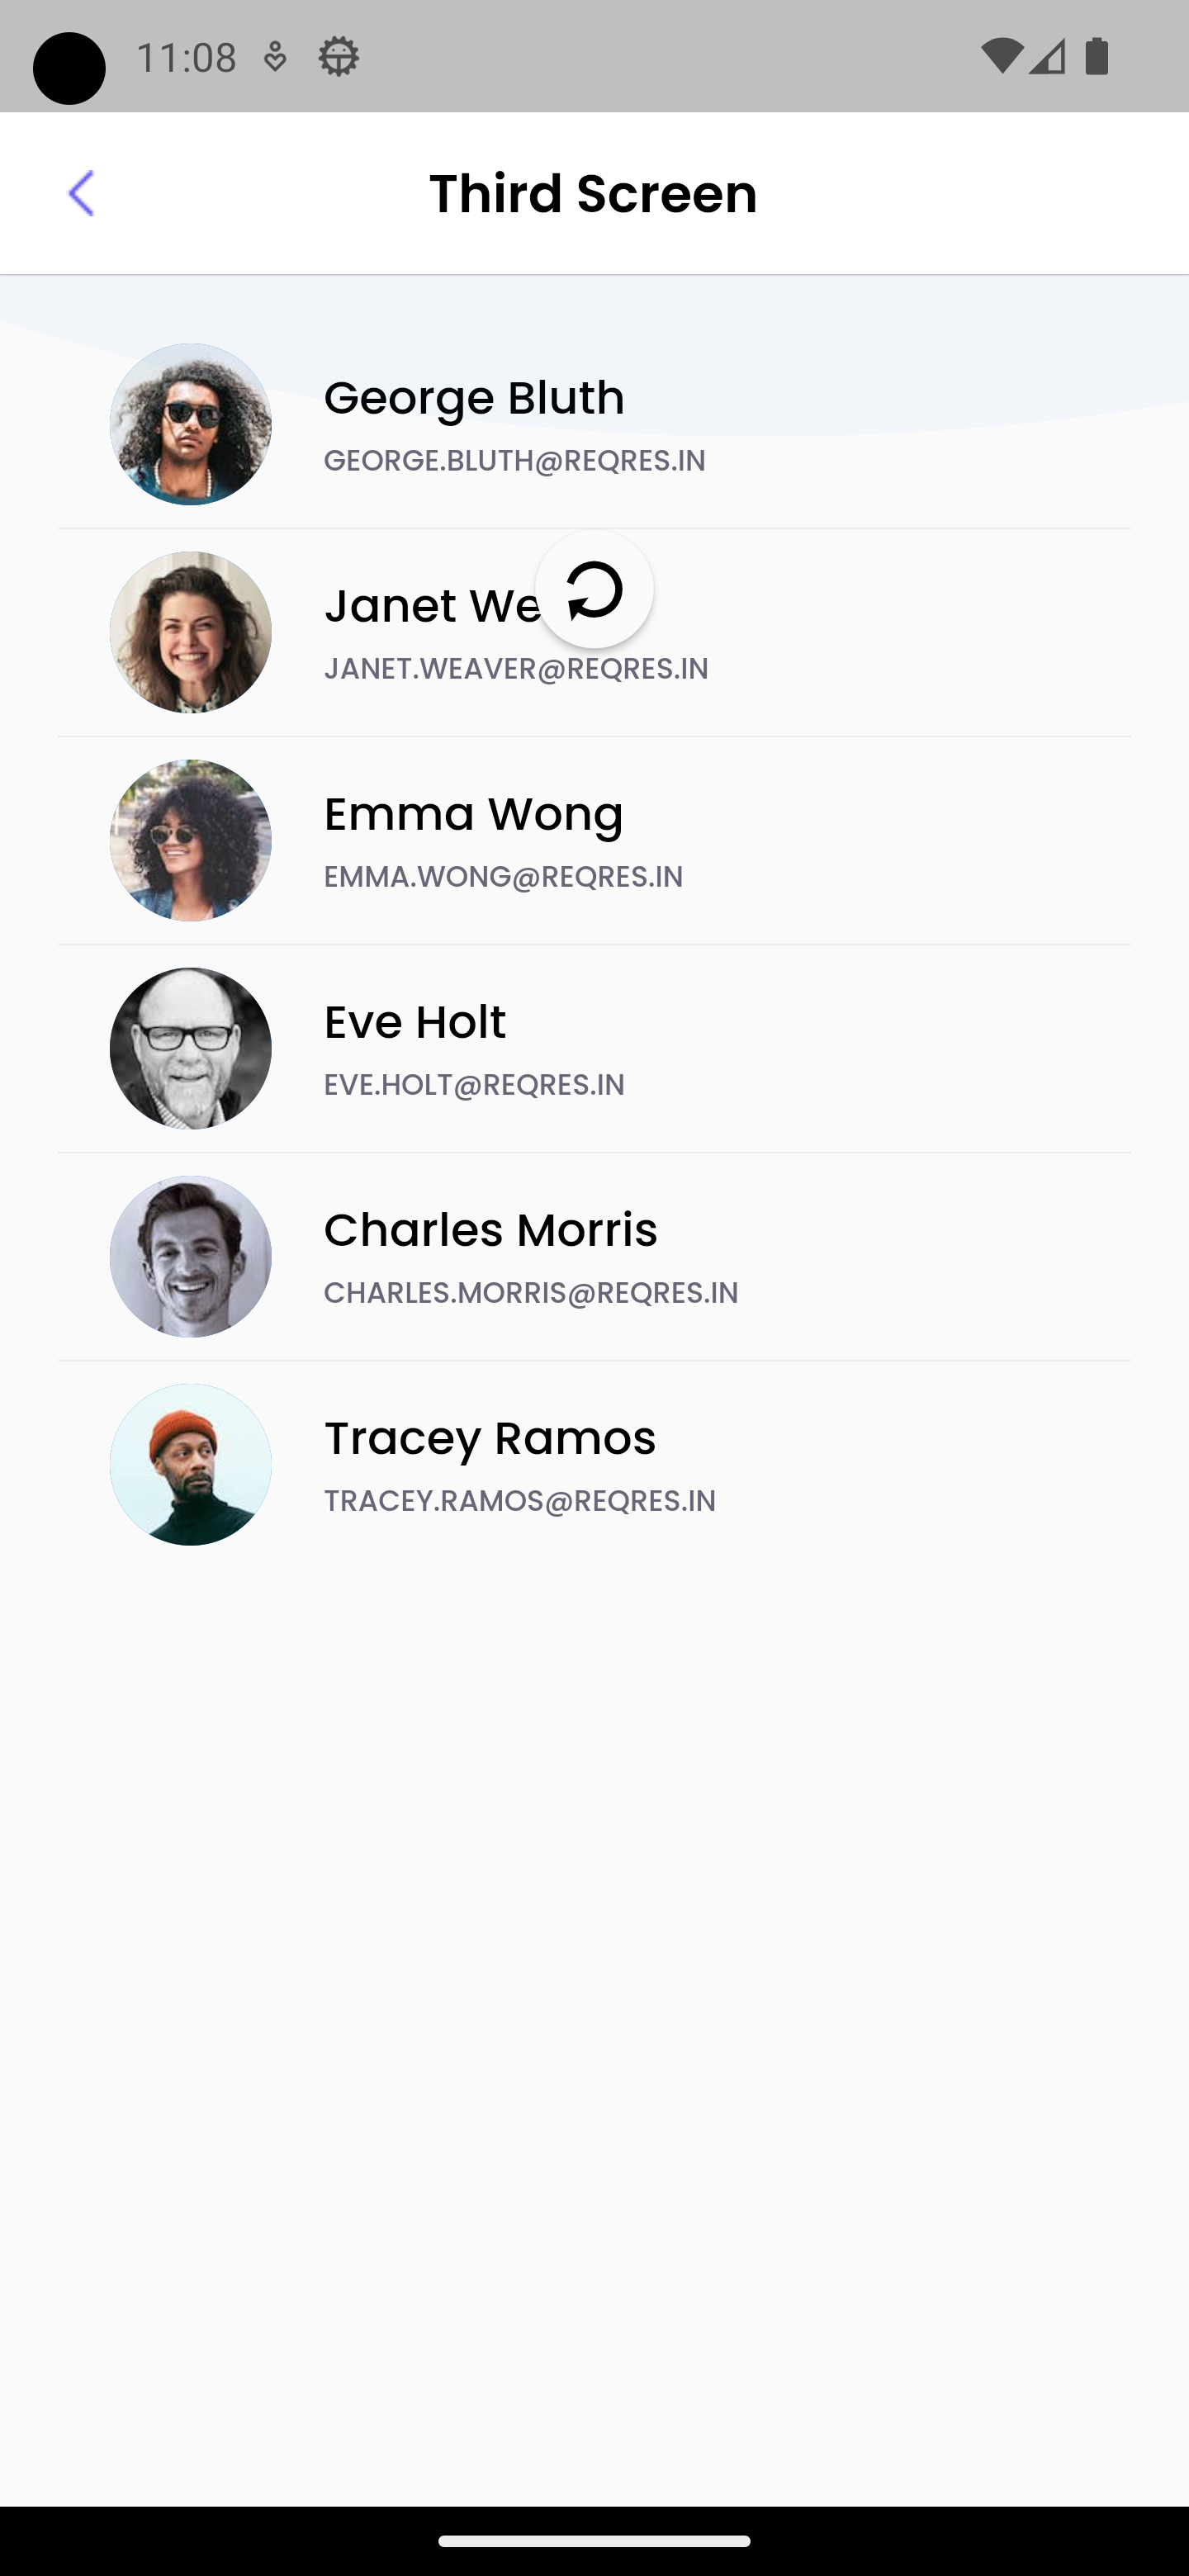 11:08
Third Screen
George Bluth
GEORGE.BLUTH@REQRES.IN
Janet We
JANET.WEAVER@REQRES.IN
Emma Wong
EMMA.WONG@REQRES.IN
Eve Holt
EVE.HOLT@REQRES.IN
Charles Morris
CHARLES.MORRIS@REQRES.IN
Tracey Ramos
TRACEY.RAMOS@REQRES.IN